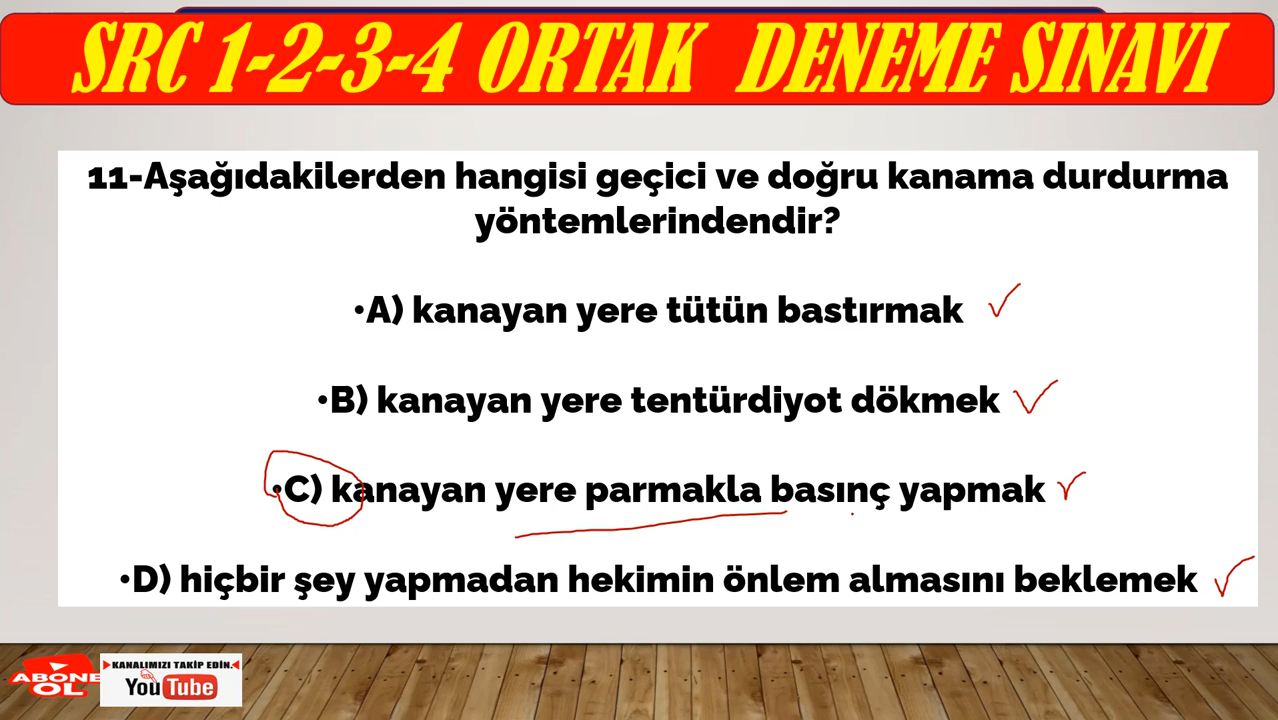 SRC 1-2-3-4 ORTAK DENEME SINAVI
11-Aşağıdakilerden hangisi geçici ve doğru kanama durdurma
yöntemlerindendir?
•A) kanayan yere tütün bastırmak
•B) kanayan yere tentürdiyot dökmek
•C) kanayan yere parmakla basınç yapmak
•D) hiçbir şey yapmadan hekimin önlem almasını beklemek
ABONE
OL
KANALIMIZI TAKİP EDİN.
YouTube